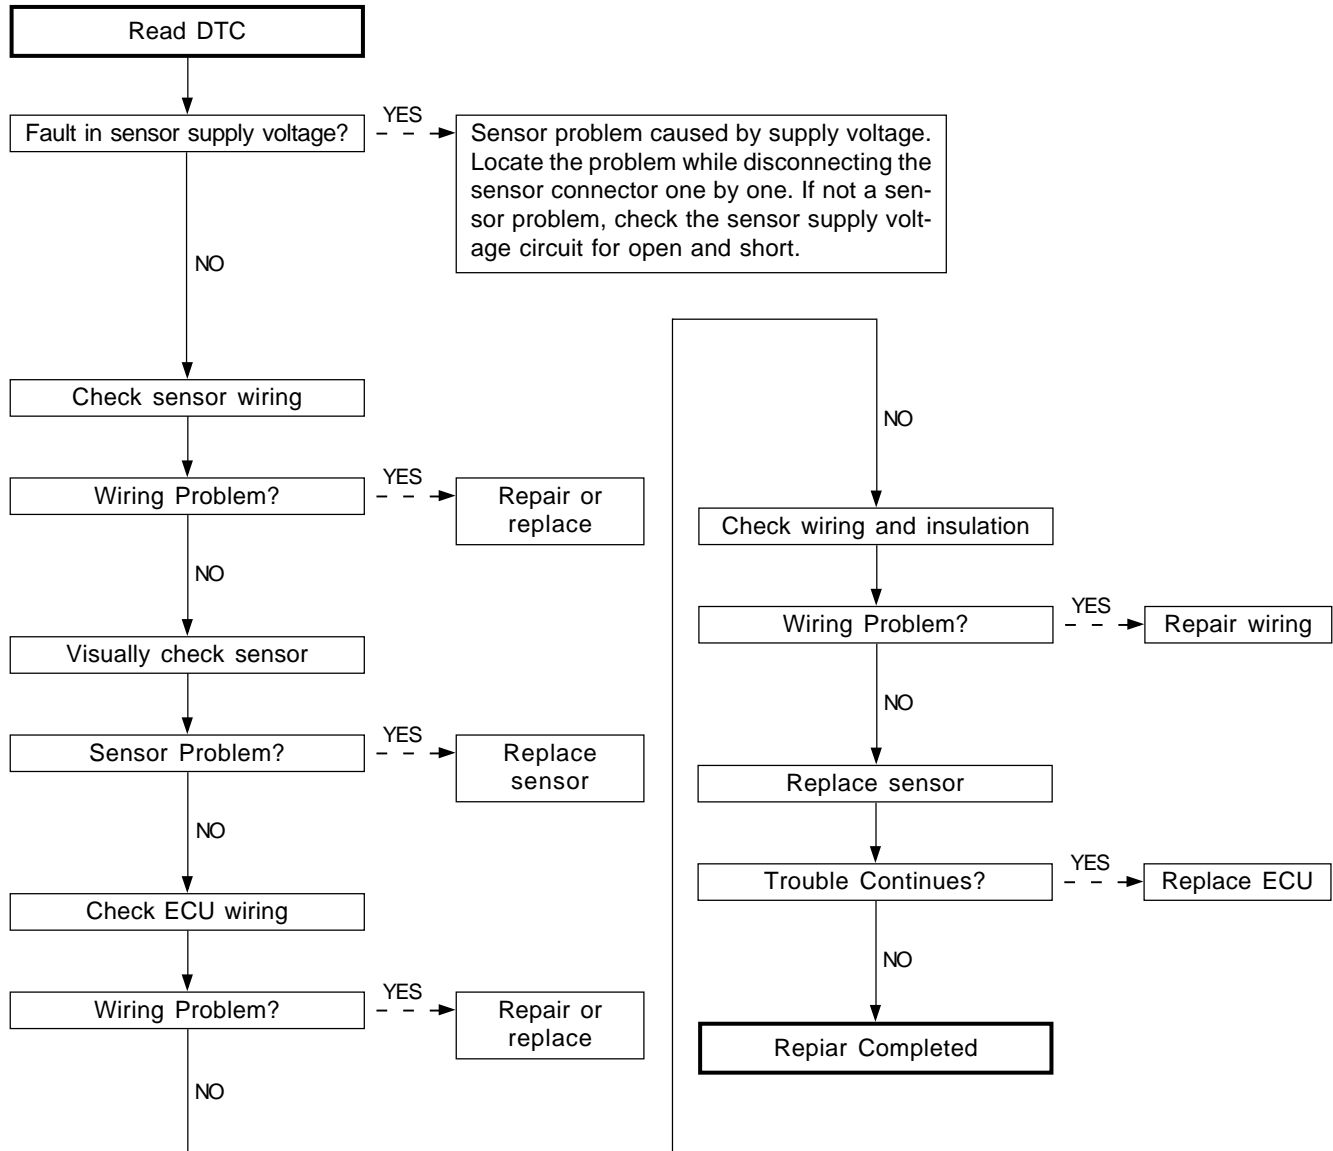 Read DTC
Fault in sensor supply voltage?
YES
Sensor problem caused by supply voltage.
Locate the problem while disconnecting the
sensor connector one by one. If not a sen-
sor problem, check the sensor supply volt-
age circuit for open and short.
NO
Check sensor wiring
Wiring Problem?
YES
Repair or
replace
NO
Visually check sensor
Sensor Problem?
YES
Replace
sensor
NO
Check ECU wiring
Wiring Problem?
YES
Repair or
replace
NO
NO
Check wiring and insulation
Wiring Problem?
YES
Repair wiring
NO
Replace sensor
Trouble Continues?
YES
Replace ECU
NO
Repiar Completed